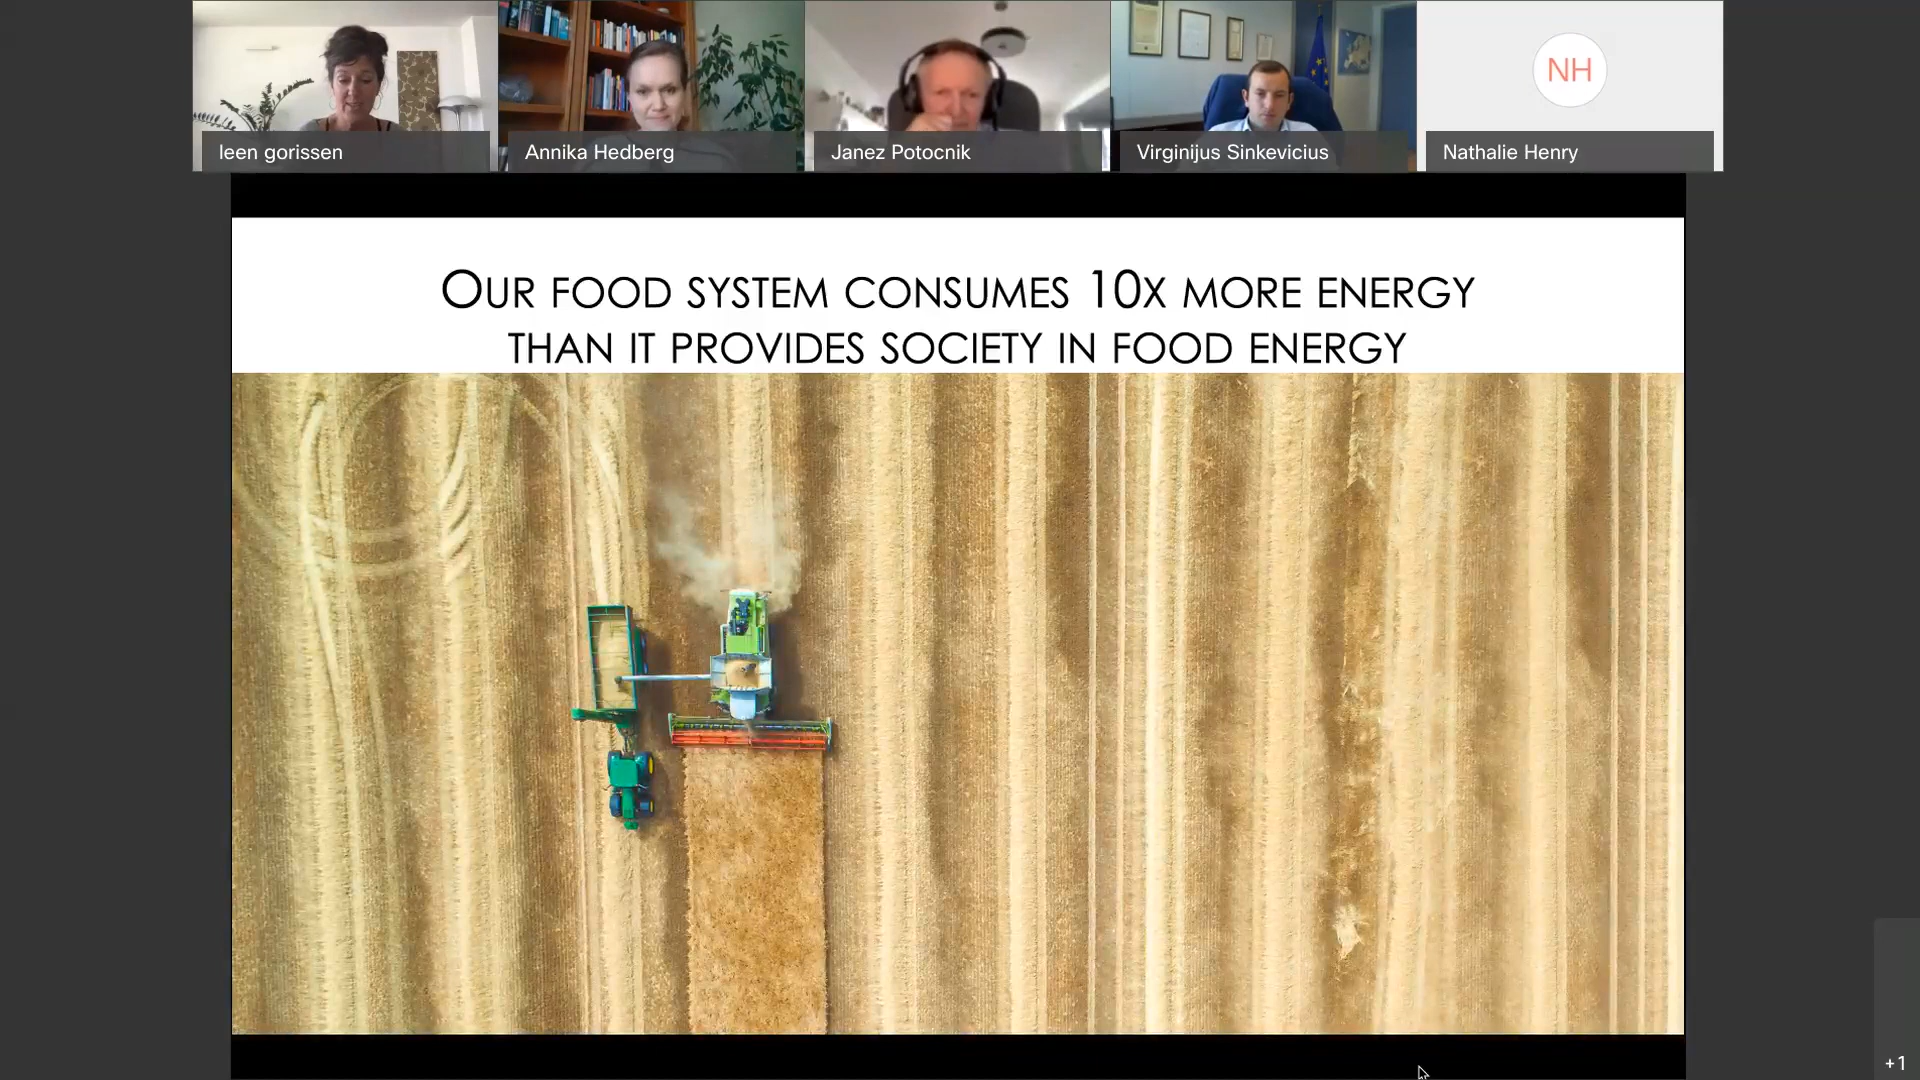 leen gorissen
Annika Hedberg
Janez Potocnik
Virginijus Sinkevicius
NH
Nathalie Henry
OUR FOOD SYSTEM CONSUMES 10X MORE ENERGY
THAN IT PROVIDES SOCIETY IN FOOD ENERGY
+1